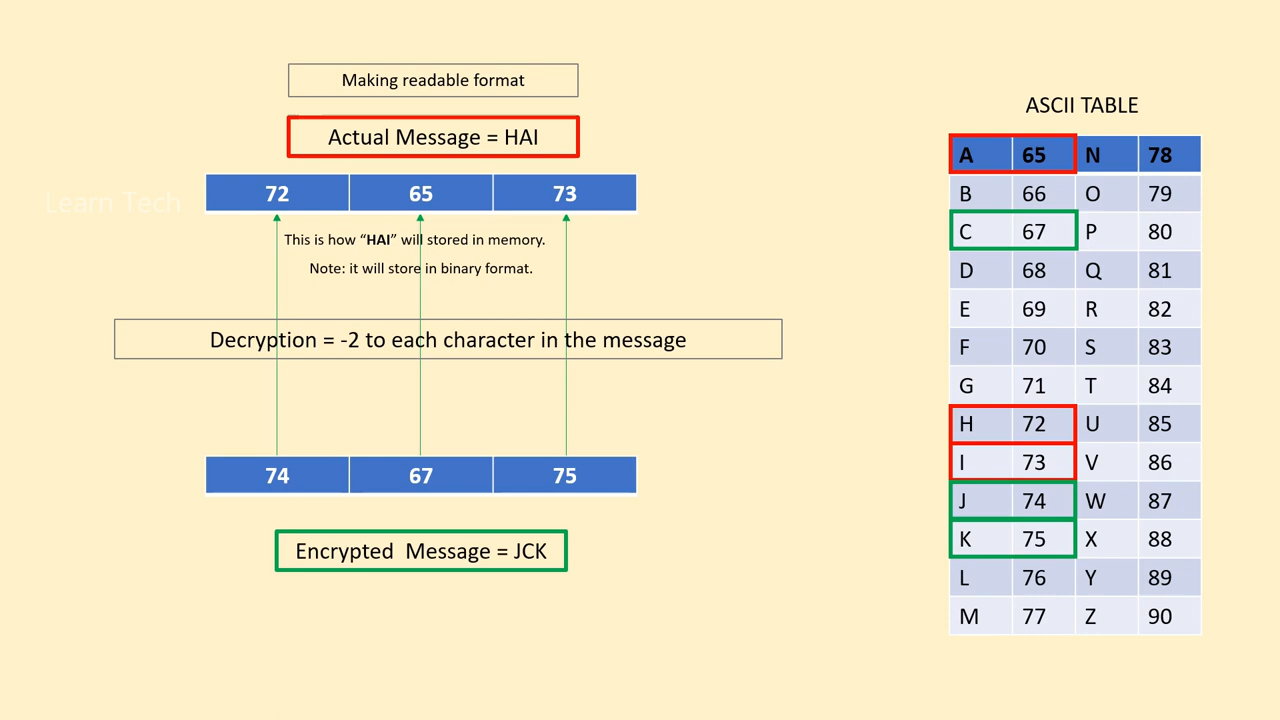 Making readable format
Actual Message = HAI
Learn Tech
72 65 73
This is how “HAI” will stored in memory.
Note: it will store in binary format.
Decryption = -2 to each character in the message
74 67 75
Encrypted  Message = JCK
ASCII TABLE
A 65 N 78
B 66 O 79
C 67 P 80
D 68 Q 81
E 69 R 82
F 70 S 83
G 71 T 84
H 72 U 85
I 73 V 86
J 74 W 87
K 75 X 88
L 76 Y 89
M 77 Z 90